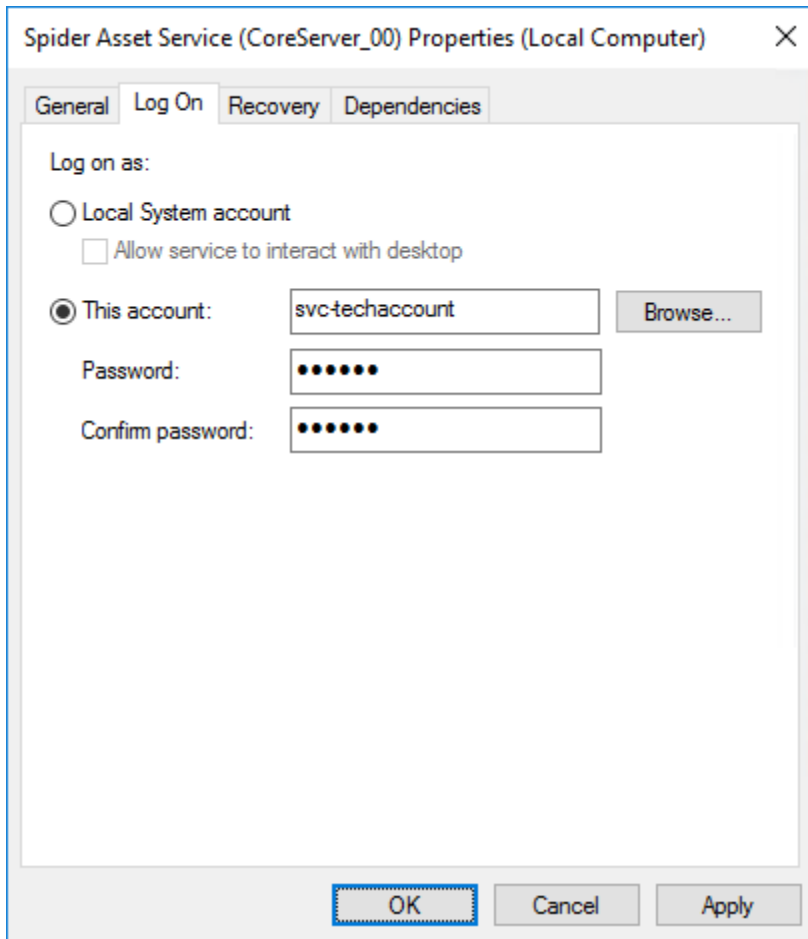 Spider Asset Service (CoreServer_00) Properties (Local Computer)
General Log On Recovery Dependencies
Log on as:
Local System account
Allow service to interact with desktop
This account: svc-techaccount Browse...
Password: ●●●●●●
Confirm password: ●●●●●●
OK Cancel Apply